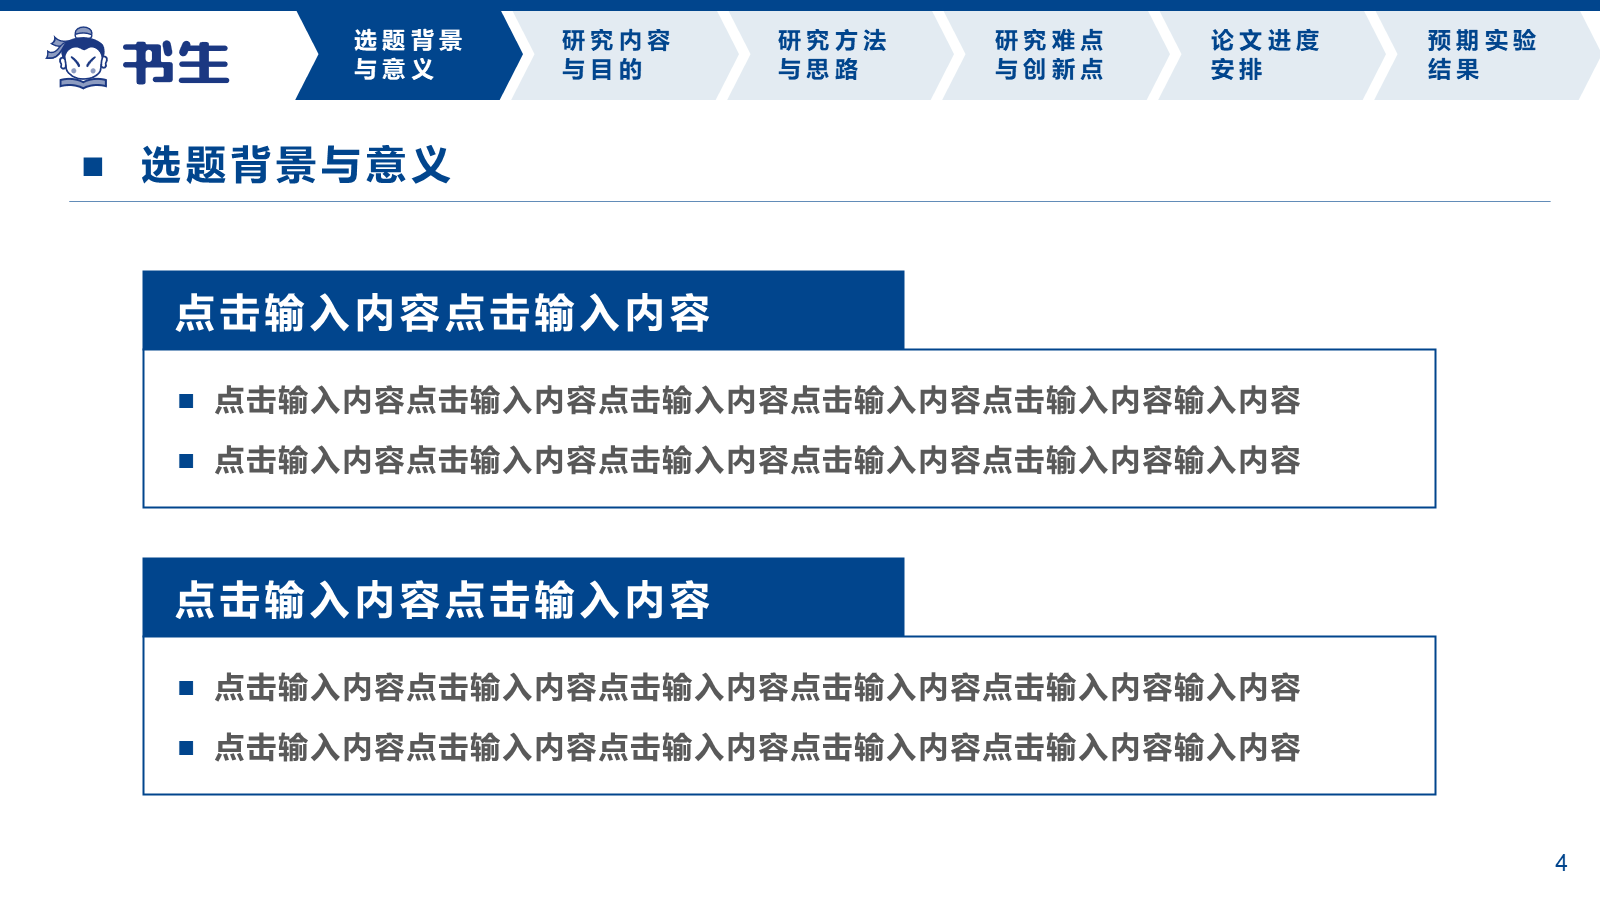 书生
选题背景
与意义
研究内容
与目的
研究方法
与思路
研究难点
与创新点
论文进度
安排
预期实验
结果
■ 选题背景与意义
点击输入内容点击输入内容
■ 点击输入内容点击输入内容点击输入内容点击输入内容点击输入内容输入内容
■ 点击输入内容点击输入内容点击输入内容点击输入内容点击输入内容输入内容
点击输入内容点击输入内容
■ 点击输入内容点击输入内容点击输入内容点击输入内容点击输入内容输入内容
■ 点击输入内容点击输入内容点击输入内容点击输入内容点击输入内容输入内容
4